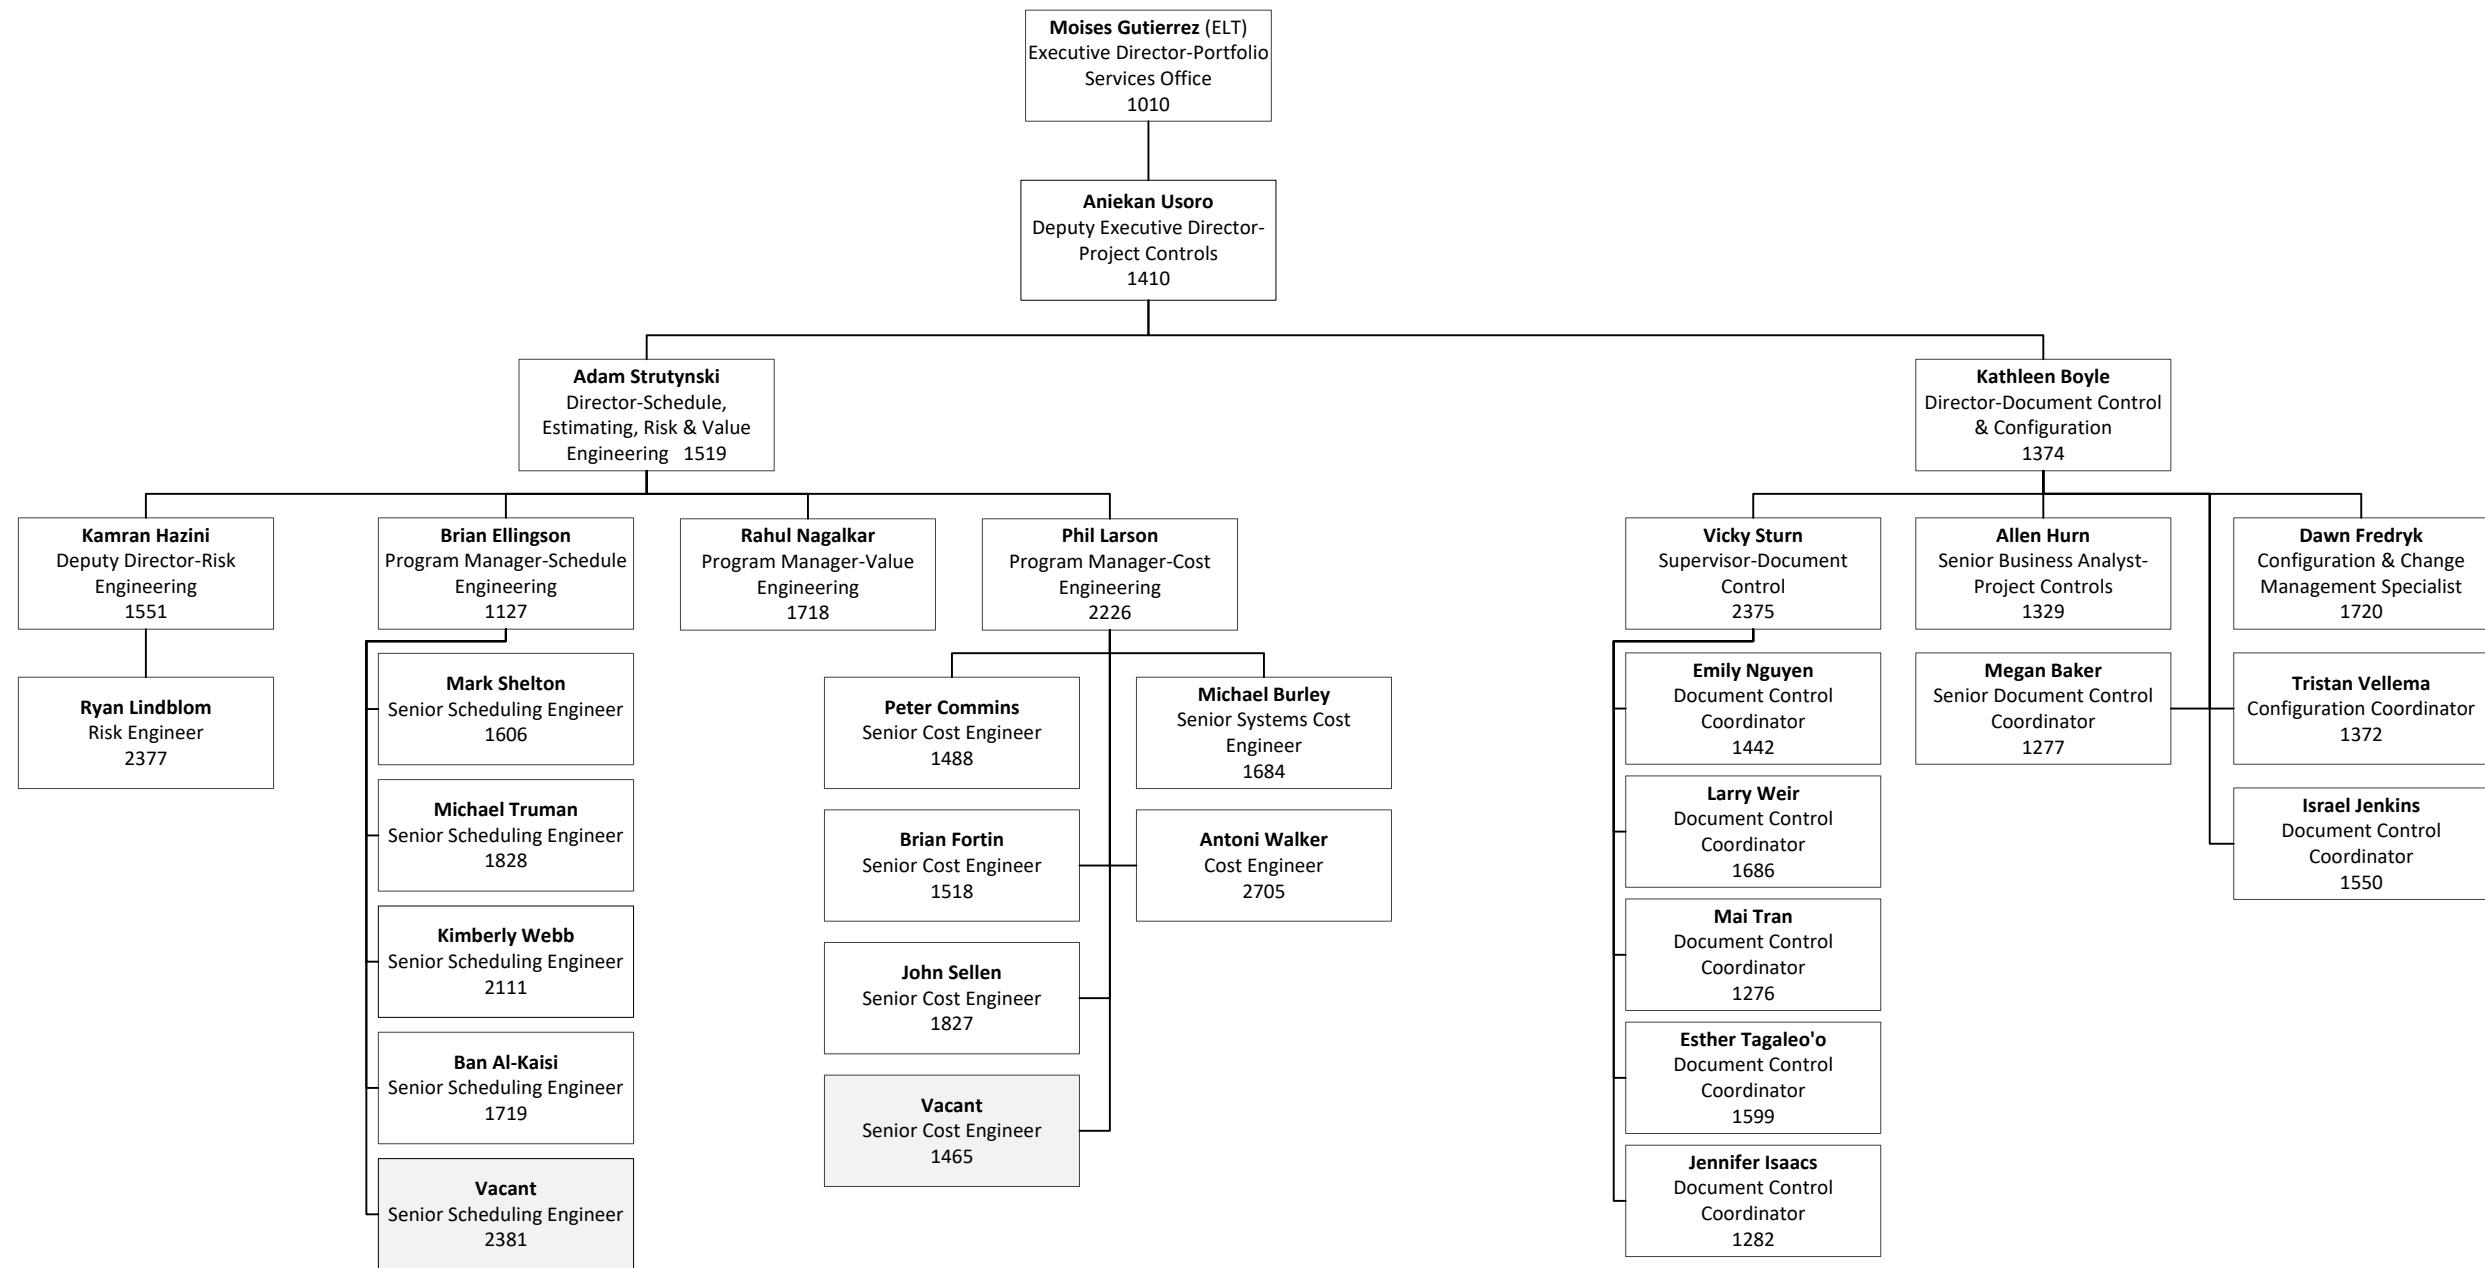 Moises Gutierrez (ELT)
Executive Director-Portfolio
Services Office
1010
Aniekan Usoro
Deputy Executive Director-
Project Controls
1410
Adam Strutynski
Director-Schedule,
Estimating, Risk & Value
Engineering 1519
Kathleen Boyle
Director-Document Control
& Configuration
1374
Kamran Hazini
Deputy Director-Risk
Engineering
1551
Brian Ellingson
Program Manager-Schedule
Engineering
1127
Rahul Nagalkar
Program Manager-Value
Engineering
1718
Phil Larson
Program Manager-Cost
Engineering
2226
Vicky Sturn
Supervisor-Document
Control
2375
Allen Hurn
Senior Business Analyst-
Project Controls
1329
Dawn Fredryk
Configuration & Change
Management Specialist
1720
Ryan Lindblom
Risk Engineer
2377
Mark Shelton
Senior Scheduling Engineer
1606
Michael Truman
Senior Scheduling Engineer
1828
Kimberly Webb
Senior Scheduling Engineer
2111
Ban Al-Kaisi
Senior Scheduling Engineer
1719
Vacant
Senior Scheduling Engineer
2381
Peter Commins
Senior Cost Engineer
1488
Michael Burley
Senior Systems Cost
Engineer
1684
Brian Fortin
Senior Cost Engineer
1518
Antoni Walker
Cost Engineer
2705
John Sellen
Senior Cost Engineer
1827
Vacant
Senior Cost Engineer
1465
Emily Nguyen
Document Control
Coordinator
1442
Larry Weir
Document Control
Coordinator
1686
Mai Tran
Document Control
Coordinator
1276
Esther Tagaleo'o
Document Control
Coordinator
1599
Jennifer Isaacs
Document Control
Coordinator
1282
Megan Baker
Senior Document Control
Coordinator
1277
Tristan Vellema
Configuration Coordinator
1372
Israel Jenkins
Document Control
Coordinator
1550